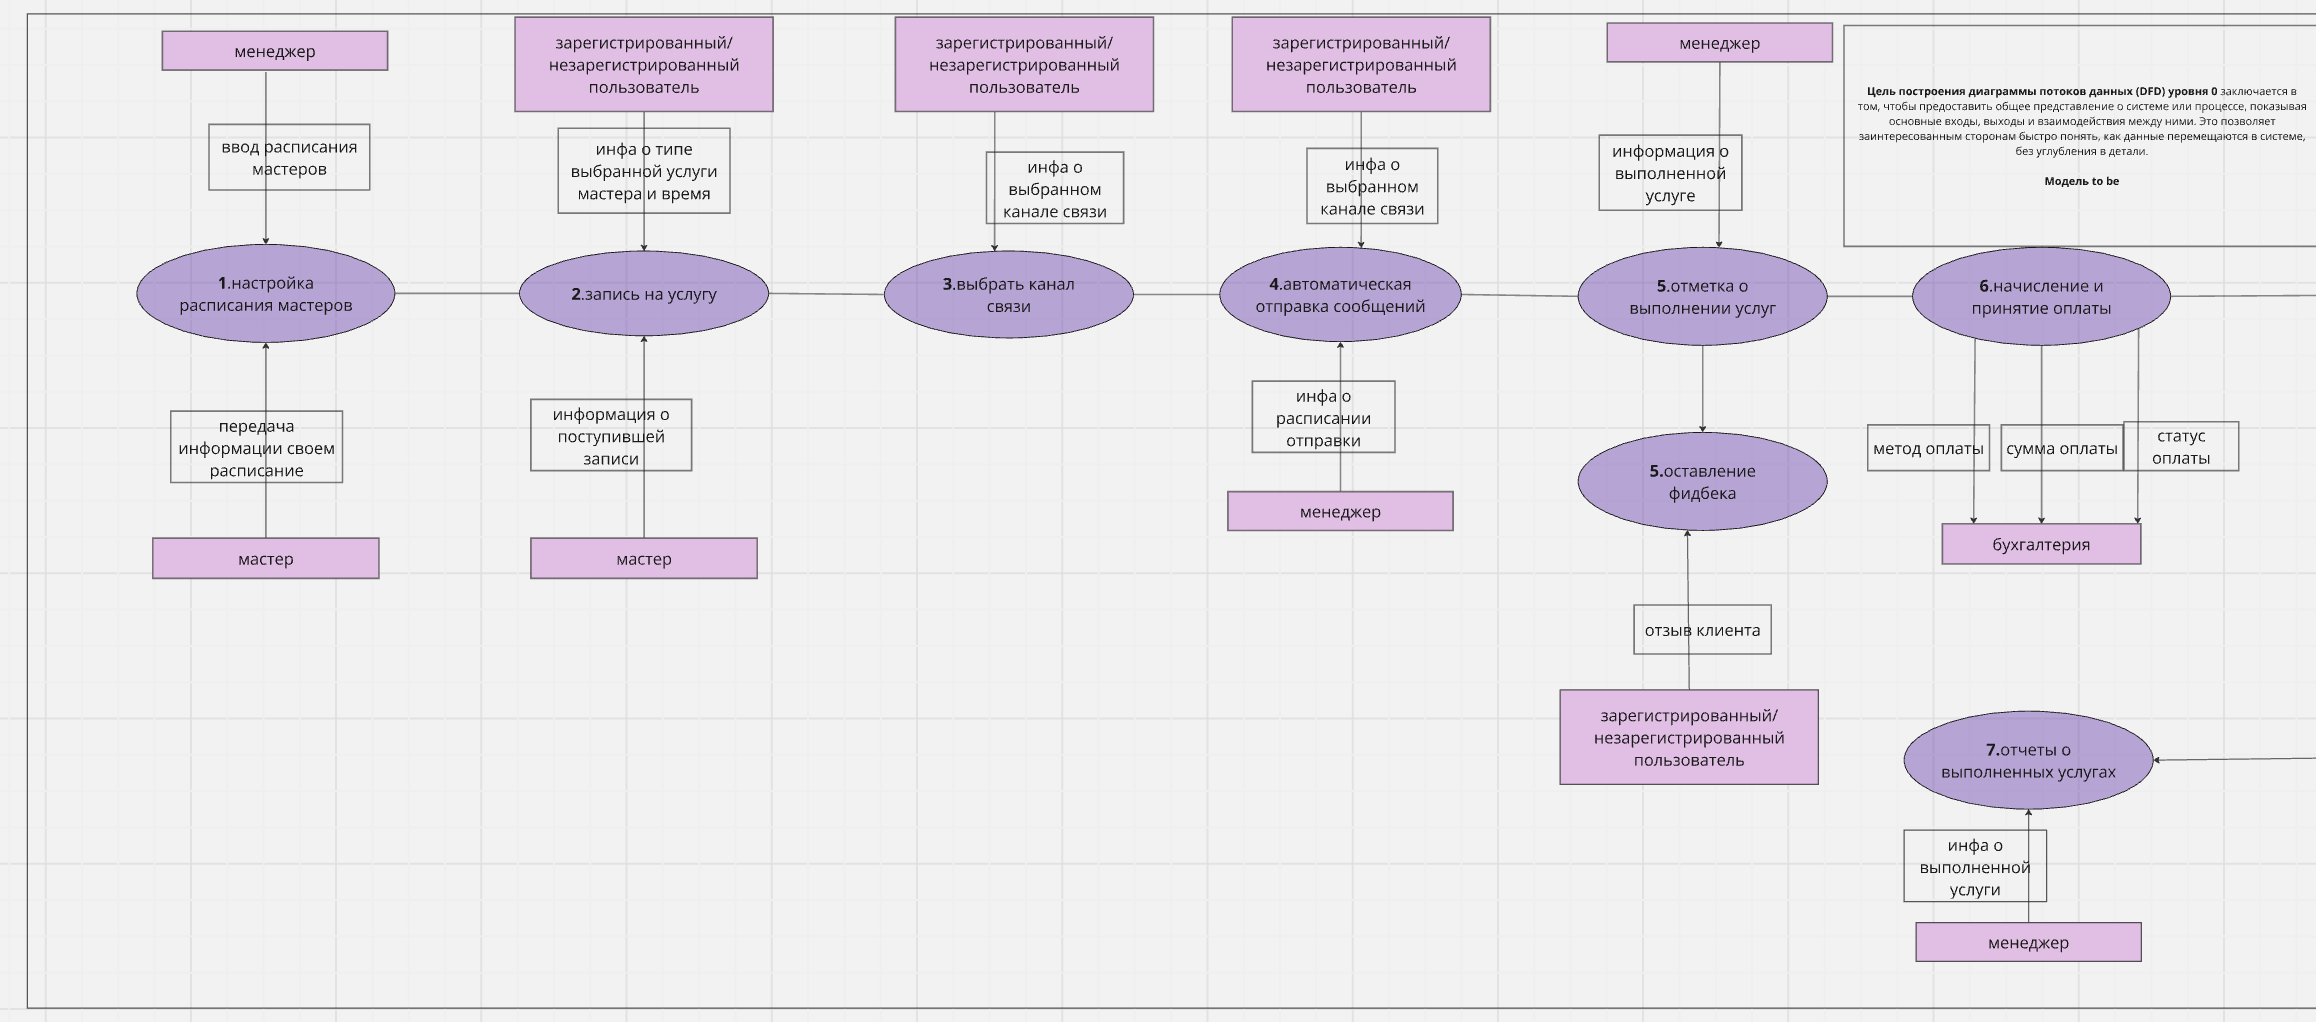 менеджер
ввод расписания
мастеров
1.настройка
расписания мастеров
передача
информации своем
расписание
мастер
зарегистрированный/
незарегистрированный
пользователь
инфа о типе
выбранной услуги
мастера и время
2.запись на услугу
информация о
поступившей
записи
мастер
зарегистрированный/
незарегистрированный
пользователь
инфа о
выбранном
канале связи
3.выбрать канал
связи
зарегистрированный/
незарегистрированный
пользователь
инфа о
выбранном
канале связи
4.автоматическая
отправка сообщений
инфа о
расписании
отправки
менеджер
менеджер
информация о
выполненной
услуге
5.отметка о
выполнении услуг
5.оставление
фидбека
отзыв клиента
зарегистрированный/
незарегистрированный
пользователь
Цель построения диаграммы потоков данных (DFD) уровня 0 заключается в
том, чтобы предоставить общее представление о системе или процессе, показывая
основные входы, выходы и взаимодействия между ними. Это позволяет
заинтересованным сторонам быстро понять, как данные перемещаются в системе,
без углубления в детали.
Модель to be
6.начисление и
принятие оплаты
метод оплаты
сумма оплаты
статус
оплаты
бухгалтерия
7.отчеты о
выполненных услугах
инфа о
выполненной
услуги
менеджер